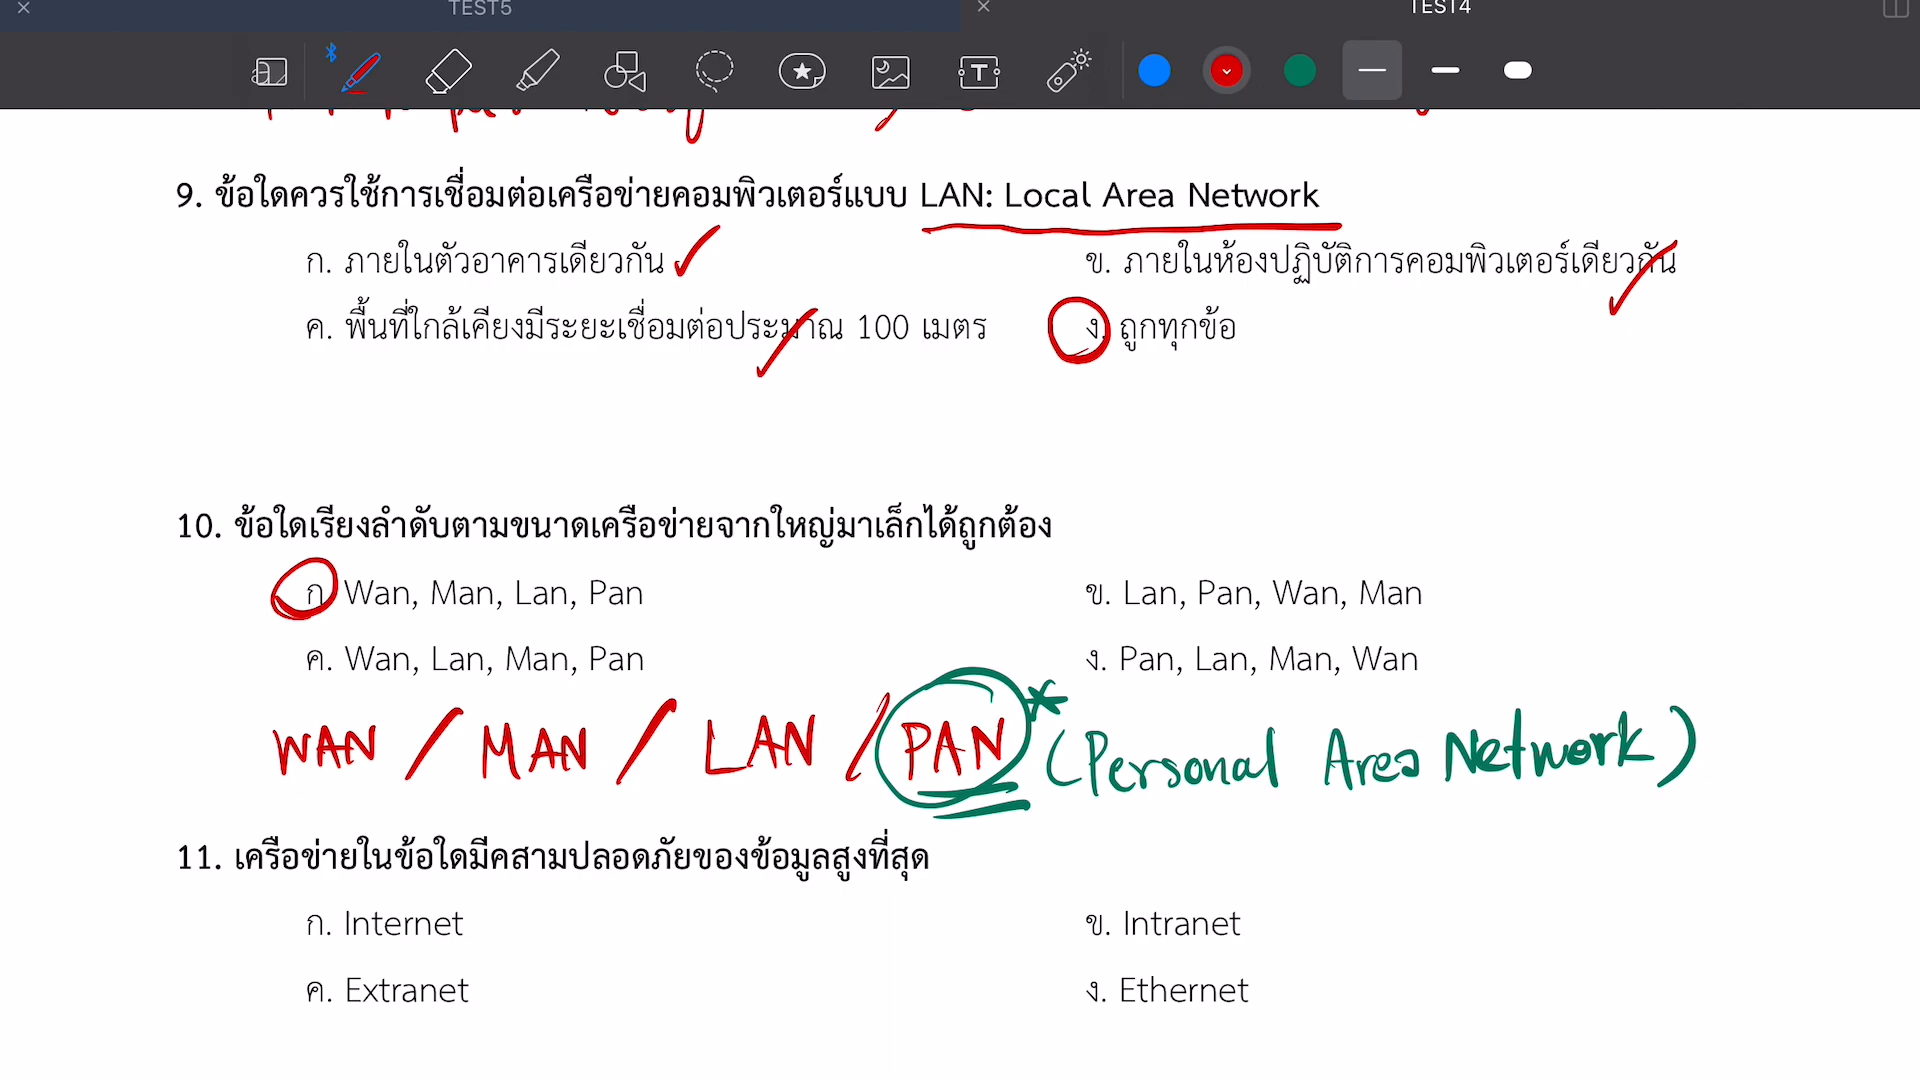 TEST5
TEST4
9. ข้อใดควรใช้การเชื่อมต่อเครือข่ายคอมพิวเตอร์แบบ LAN: Local Area Network
ก. ภายในตัวอาคารเดียวกัน
ข. ภายในห้องปฏิบัติการคอมพิวเตอร์เดียวกัน
ค. พื้นที่ใกล้เคียงมีระยะเชื่อมต่อประมาณ 100 เมตร
ง. ถูกทุกข้อ
10. ข้อใดเรียงลำดับตามขนาดเครือข่ายจากใหญ่มาเล็กได้ถูกต้อง
ก Wan, Man, Lan, Pan
ข. Lan, Pan, Wan, Man
ค. Wan, Lan, Man, Pan
ง. Pan, Lan, Man, Wan
WAN / MAN / LAN / PAN * (Personal Area Network)
11. เครือข่ายในข้อใดมีคสามปลอดภัยของข้อมูลสูงที่สุด
ก. Internet
ข. Intranet
ค. Extranet
ง. Ethernet